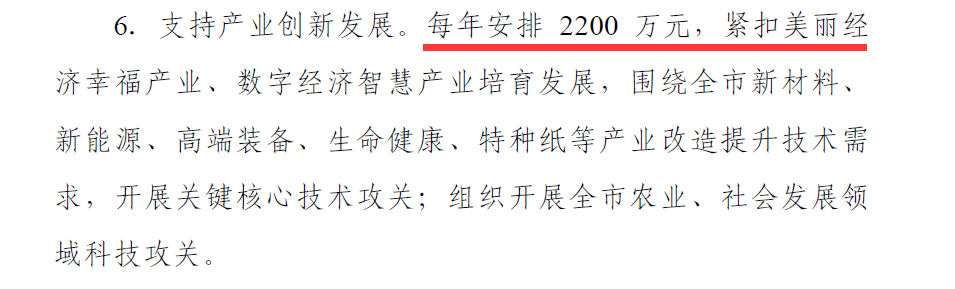 6. 支持产业创新发展。每年安排 2200 万元，紧扣美丽经
济幸福产业、数字经济智慧产业培育发展，围绕全市新材料、
新能源、高端装备、生命健康、特种纸等产业改造提升技术需
求，开展关键核心技术攻关；组织开展全市农业、社会发展领
域科技攻关。